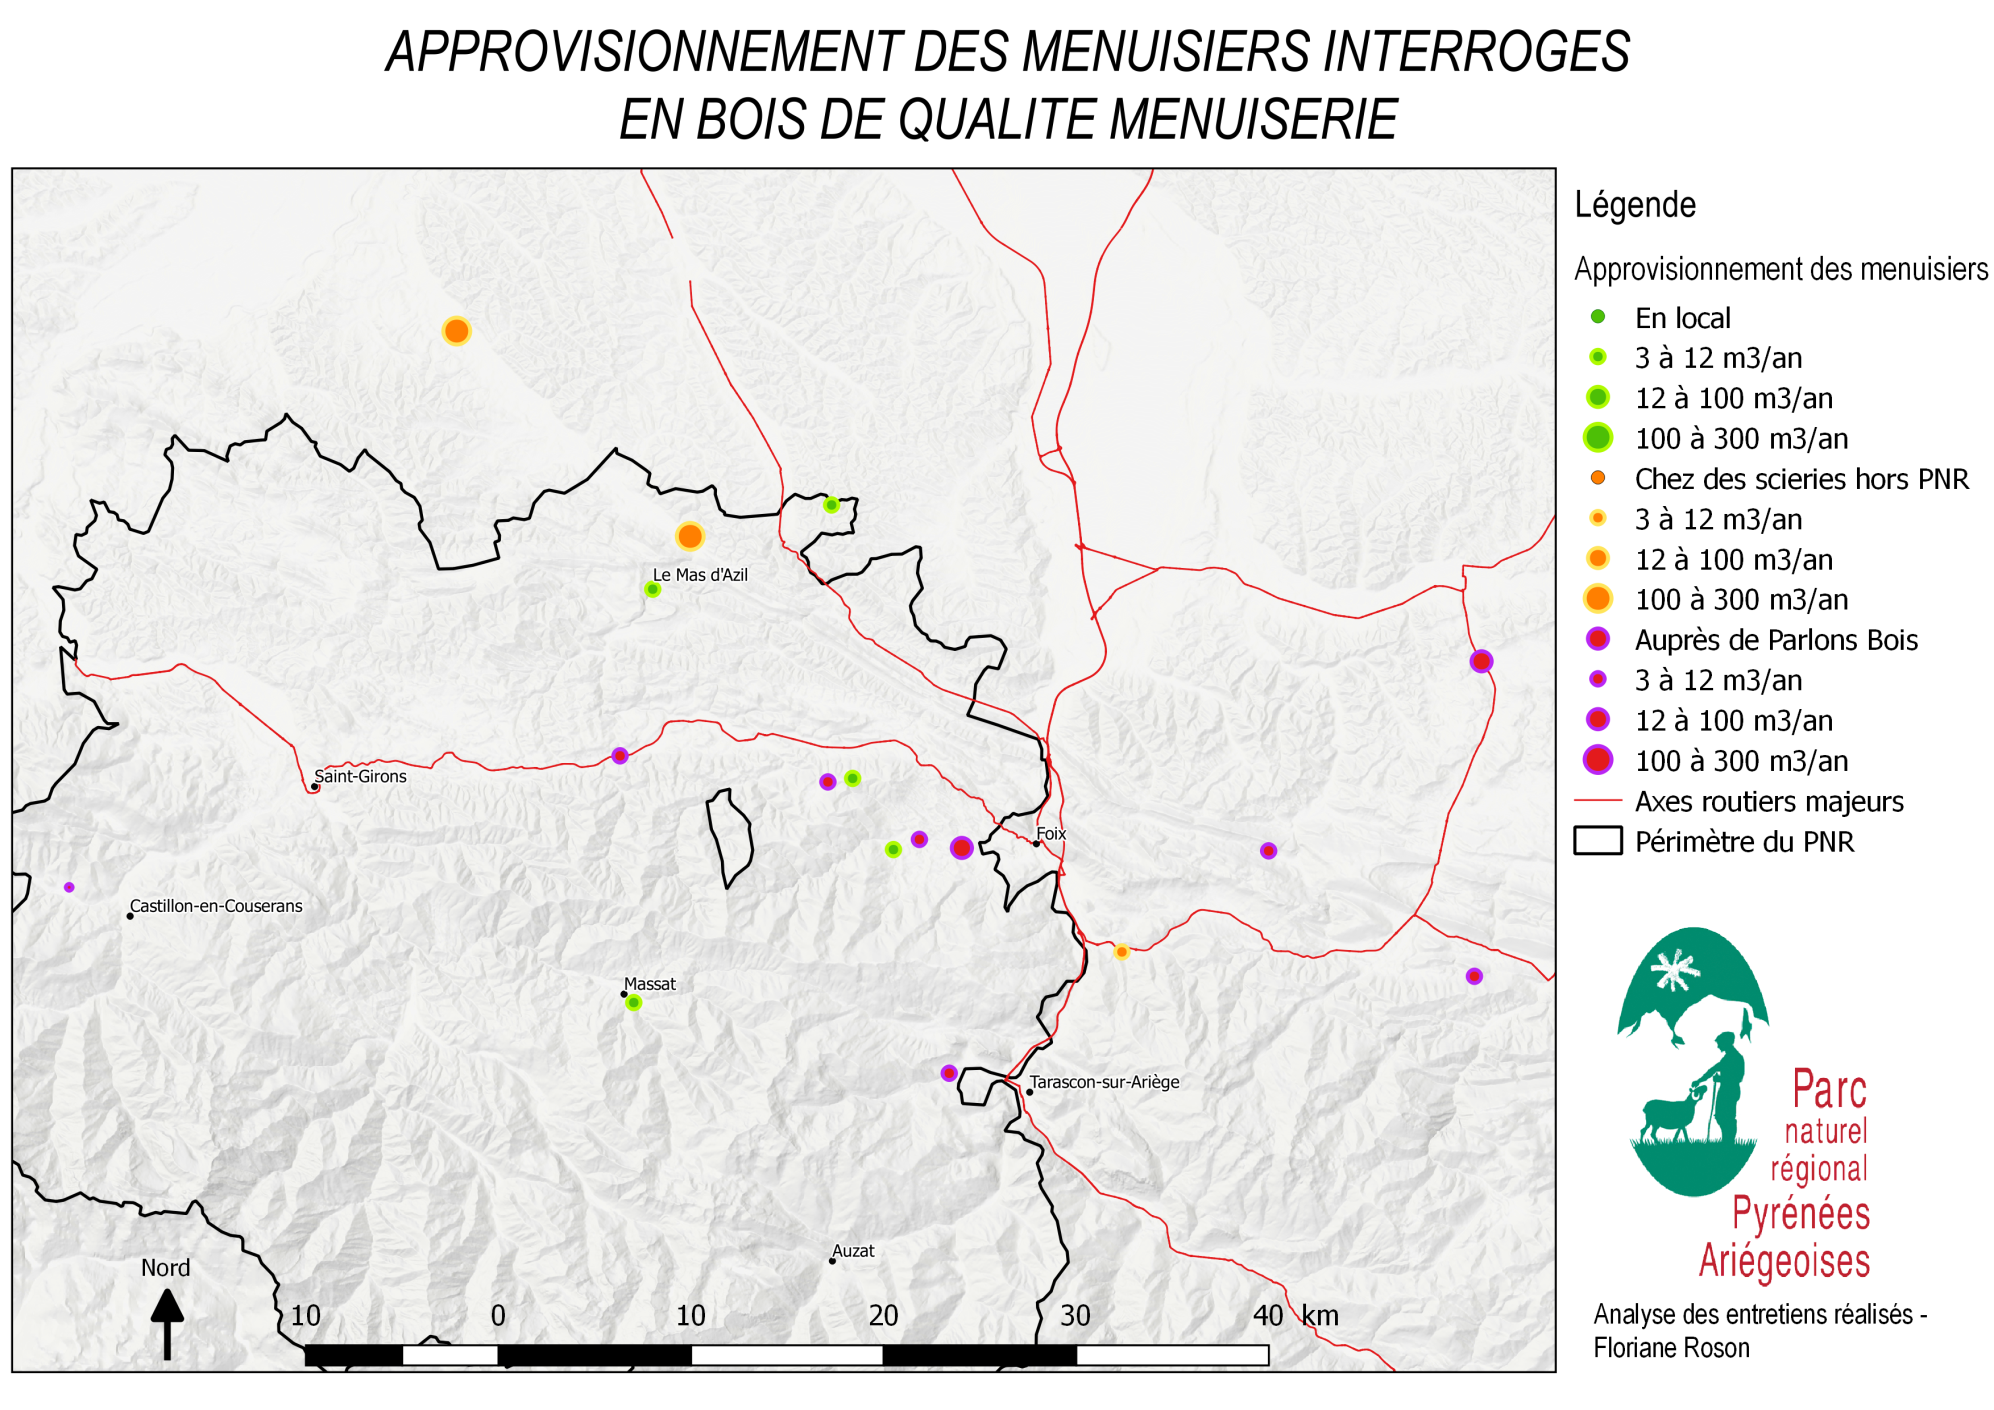 APPROVISIONNEMENT DES MENUISIERS INTERROGES
EN BOIS DE QUALITE MENUISERIE
Légende
Approvisionnement des menuisiers
En local
3 à 12 m3/an
12 à 100 m3/an
100 à 300 m3/an
Chez des scieries hors PNR
3 à 12 m3/an
12 à 100 m3/an
100 à 300 m3/an
Auprès de Parlons Bois
3 à 12 m3/an
12 à 100 m3/an
100 à 300 m3/an
Axes routiers majeurs
Périmètre du PNR
Le Mas d'Azil
Saint-Girons
Foix
Castillon-en-Couserans
Massat
Tarascon-sur-Ariège
Auzat
Nord
10 0 10 20 30 40 km
Parc
naturel
régional
Pyrénées
Ariégeoises
Analyse des entretiens réalisés -
Floriane Roson